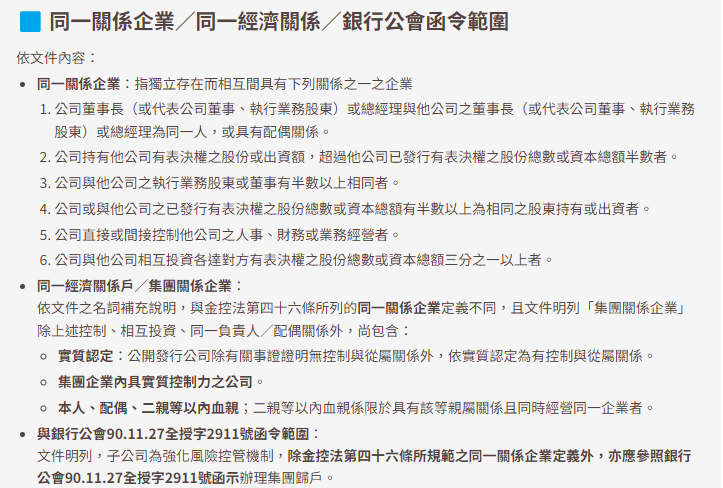 同一關係企業／同一經濟關係／銀行公會函令範圍
依文件內容：
• 同一關係企業：指獨立存在而相互間具有下列關係之一之企業
1. 公司董事長（或代表公司董事、執行業務股東）或總經理與他公司之董事長（或代表公司董事、執行業務
股東）或總經理為同一人，或具有配偶關係。
2. 公司持有他公司有表決權之股份或出資額，超過他公司已發行有表決權之股份總數或資本總額半數者。
3. 公司與他公司之執行業務股東或董事有半數以上相同者。
4. 公司或與他公司之已發行有表決權之股份總數或資本總額有半數以上為相同之股東持有或出資者。
5. 公司直接或間接控制他公司之人事、財務或業務經營者。
6. 公司與他公司相互投資各達對方有表決權之股份總數或資本總額三分之一以上者。
• 同一經濟關係戶／集團關係企業：
依文件之名詞補充說明，與金控法第四十六條所列的同一關係企業定義不同，且文件明列「集團關係企業」
除上述控制、相互投資、同一負責人／配偶關係外，尚包含：
○ 實質認定：公開發行公司除有關事證證明無控制與從屬關係外，依實質認定為有控制與從屬關係。
○ 集團企業內具實質控制力之公司。
○ 本人、配偶、二親等以內血親；二親等以內血親係限於具有該等親屬關係且同時經營同一企業者。
• 與銀行公會90.11.27全授字2911號函令範圍：
文件明列，子公司為強化風險控管機制，除金控法第四十六條所規範之同一關係企業定義外，亦應參照銀行
公會90.11.27全授字2911號函示辦理集團歸戶。